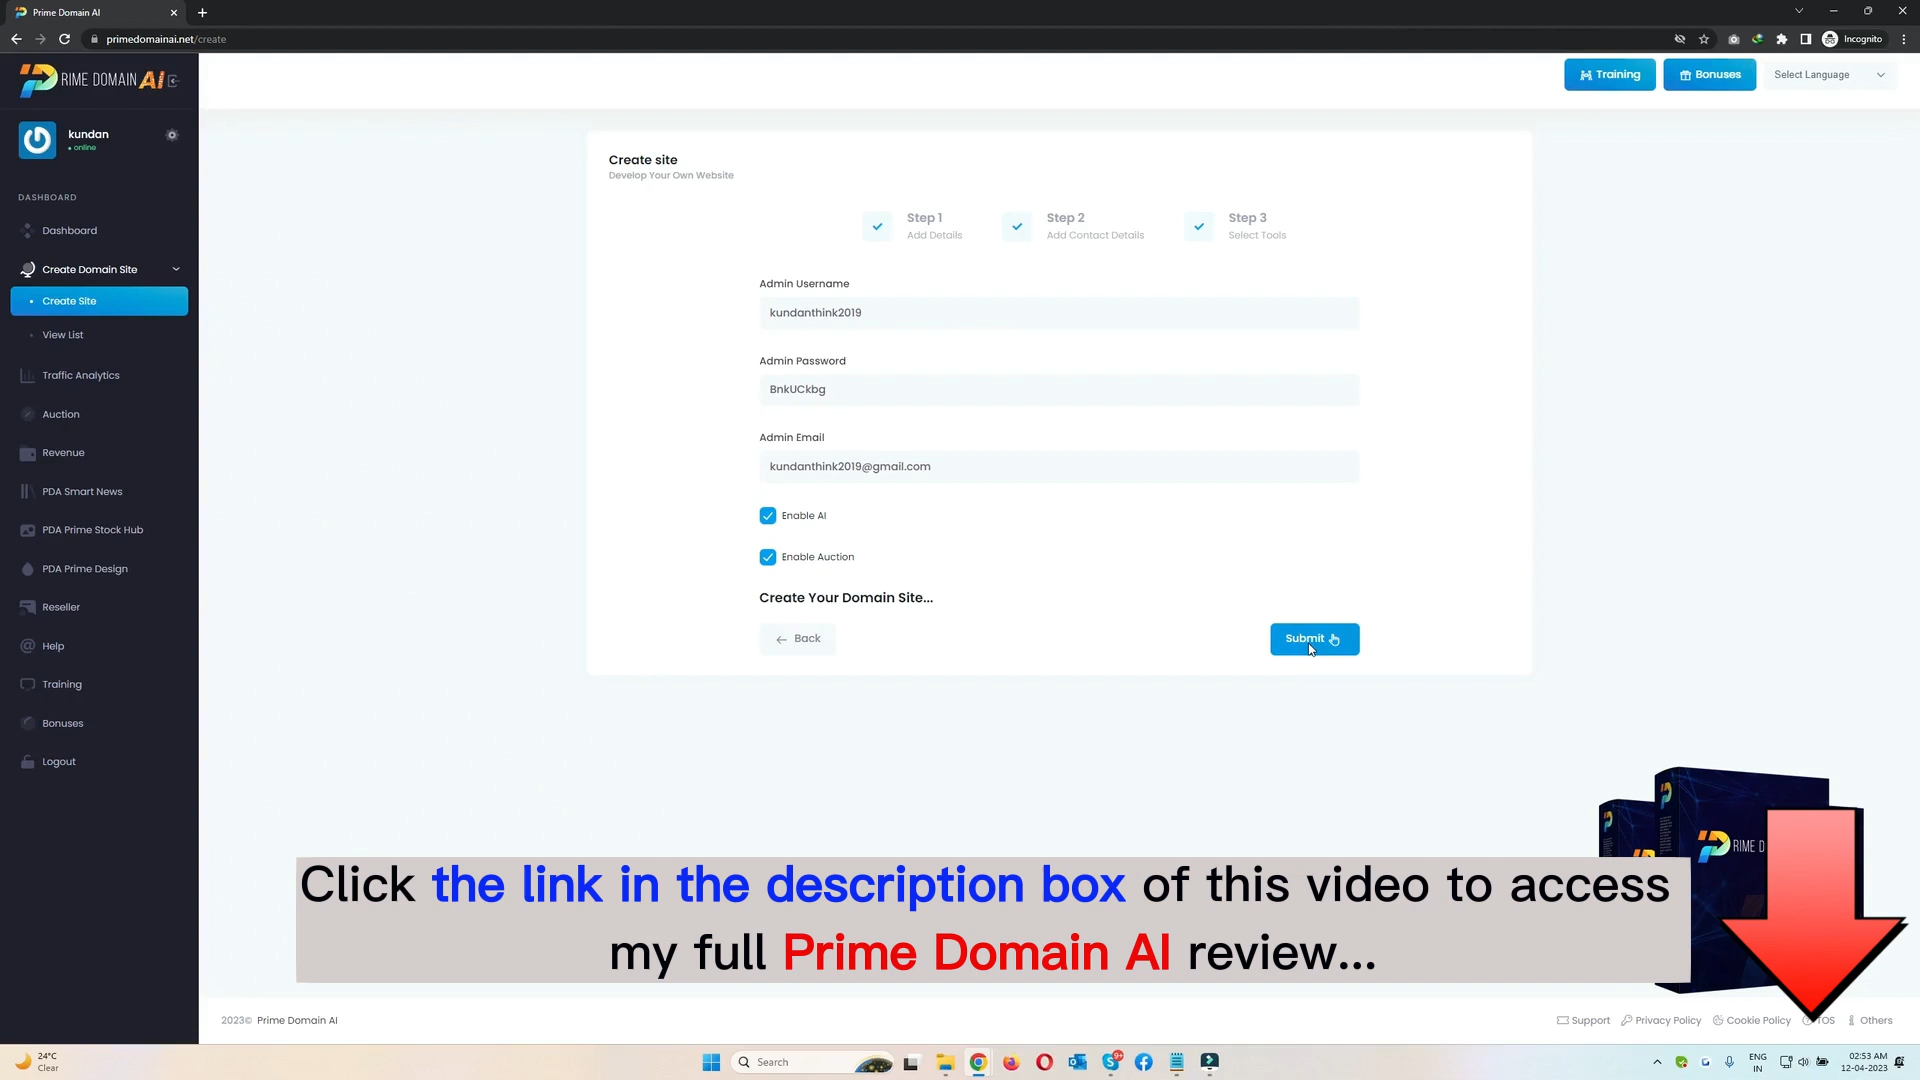 Prime Domain AI
primedomainai.net/create
Incognito
PRIME DOMAIN AI
Training
Bonuses
Select Language
kundan
online
DASHBOARD
Dashboard
Create Domain Site
Create Site
View List
Traffic Analytics
Auction
Revenue
PDA Smart News
PDA Prime Stock Hub
PDA Prime Design
Reseller
Help
Training
Bonuses
Logout
Create site
Develop Your Own Website
Step 1
Add Details
Step 2
Add Contact Details
Step 3
Select Tools
Admin Username
kundanthink2019
Admin Password
BnkUCkbg
Admin Email
kundanthink2019@gmail.com
Enable AI
Enable Auction
Create Your Domain Site...
Back
Submit
RIME D
Click the link in the description box of this video to access
my full Prime Domain AI review...
2023© Prime Domain AI
Support
Privacy Policy
Cookie Policy
TOS
Others
24°C
Clear
Search
9+
ENG
IN
02:53 AM
12-04-2023